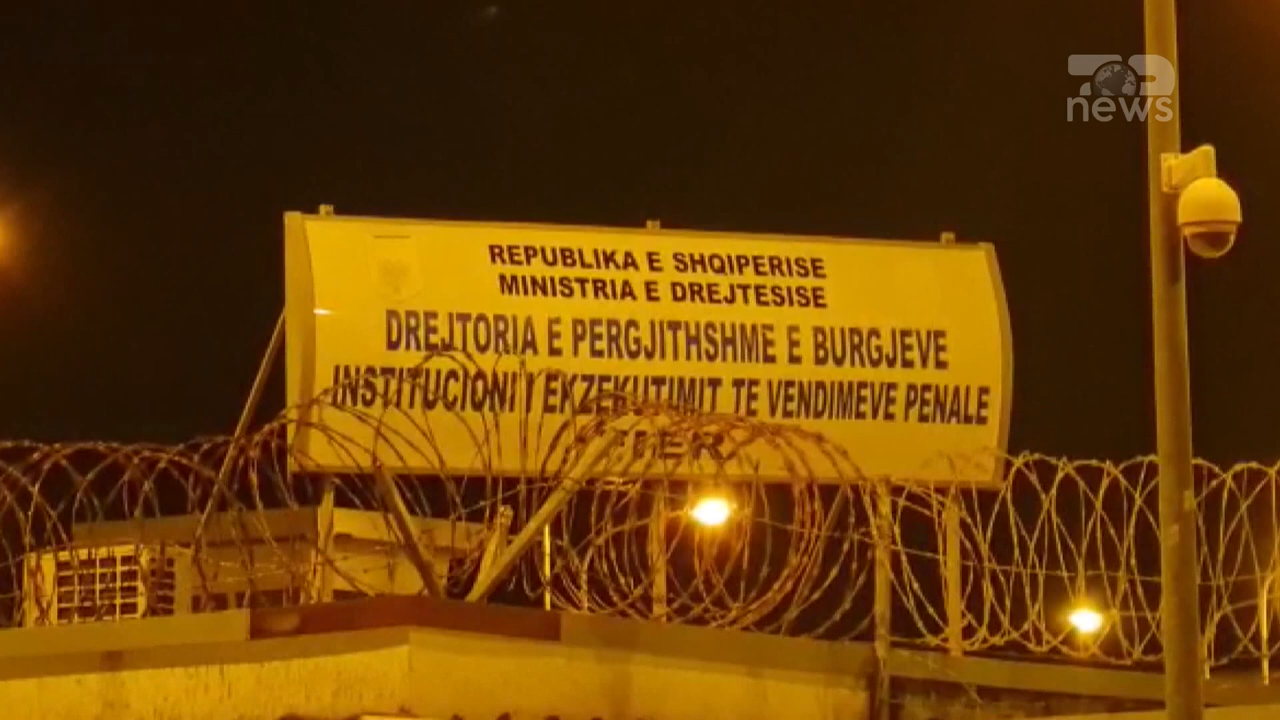 news
REPUBLIKA E SHQIPERISE
MINISTRIA E DREJTESISE
DREJTORIA E PERGJITHSHME E BURGJEVE
INSTITUCIONI I EKZEKUTIMIT TE VENDIMEVE PENALE